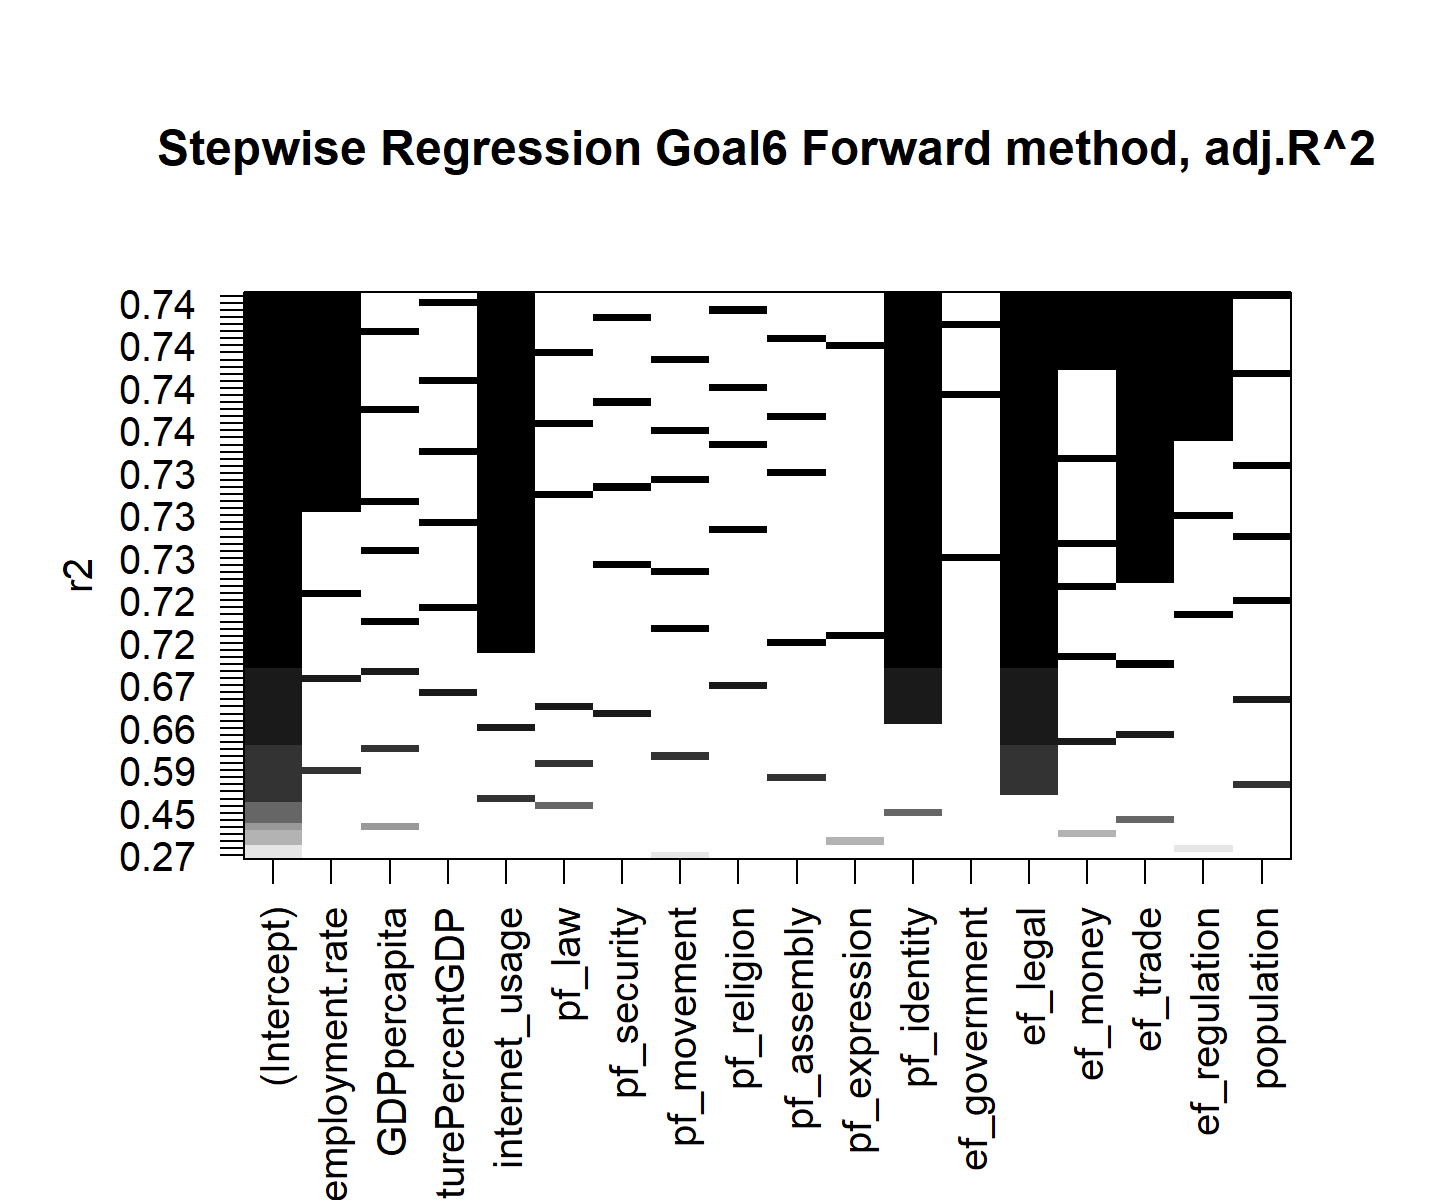 Stepwise Regression Goal6 Forward method, adj.R^2
r2
0.74
0.74
0.74
0.74
0.73
0.73
0.73
0.72
0.72
0.67
0.66
0.59
0.45
0.27
(Intercept)
employment.rate
GDPpercapita
turePercentGDP
internet_usage
pf_law
pf_security
pf_movement
pf_religion
pf_assembly
pf_expression
pf_identity
ef_government
ef_legal
ef_money
ef_trade
ef_regulation
population